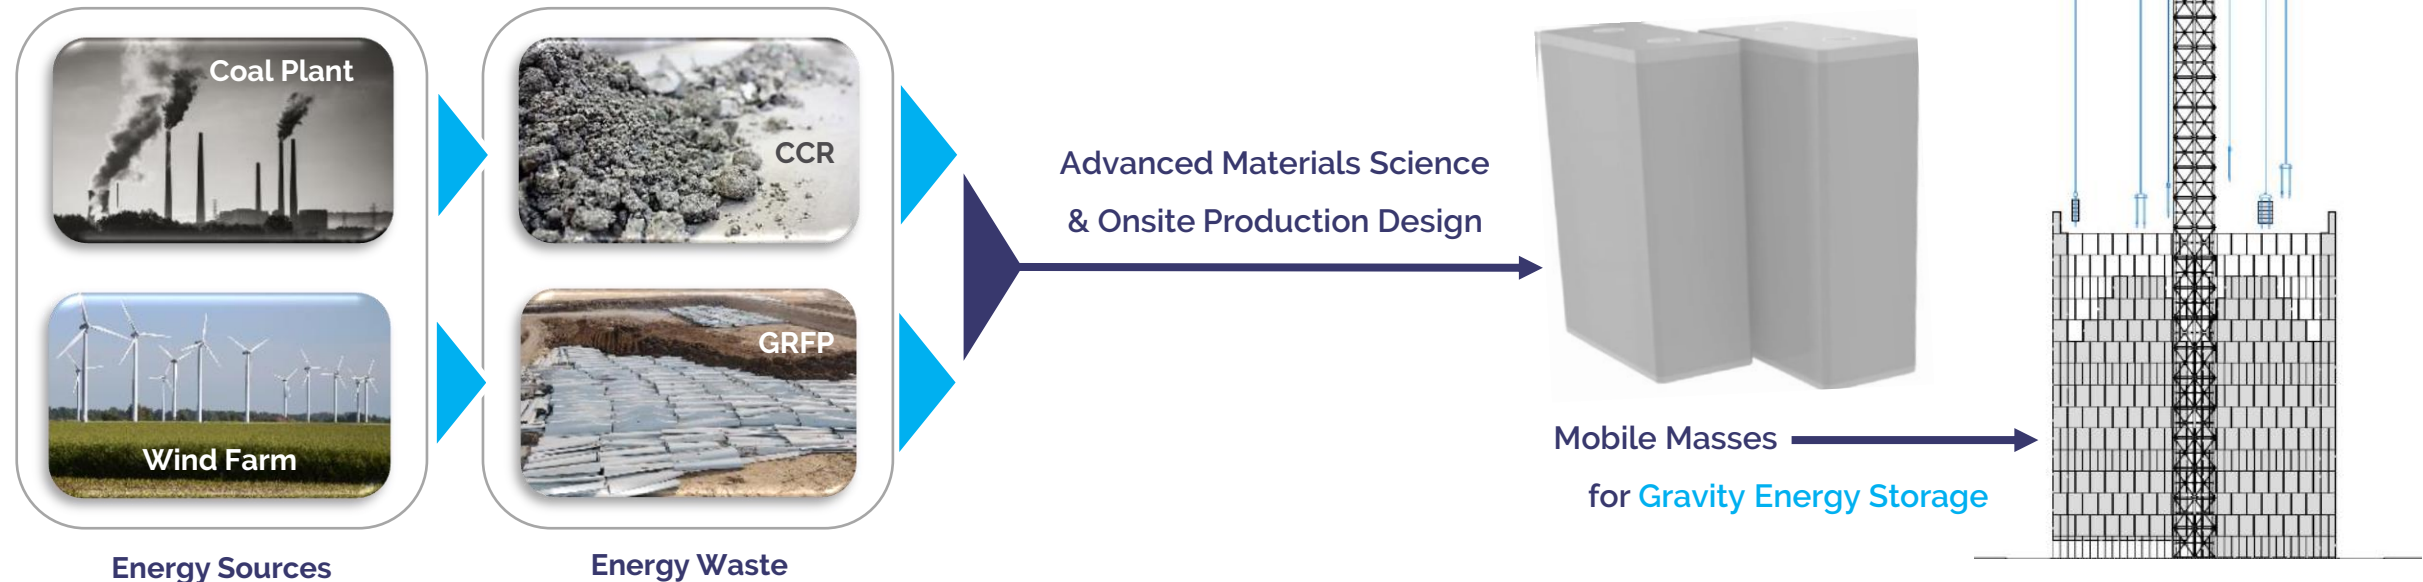 Coal Plant
Wind Farm
Energy Sources
CCR
GRFP
Energy Waste
Advanced Materials Science
& Onsite Production Design
Mobile Masses
for Gravity Energy Storage